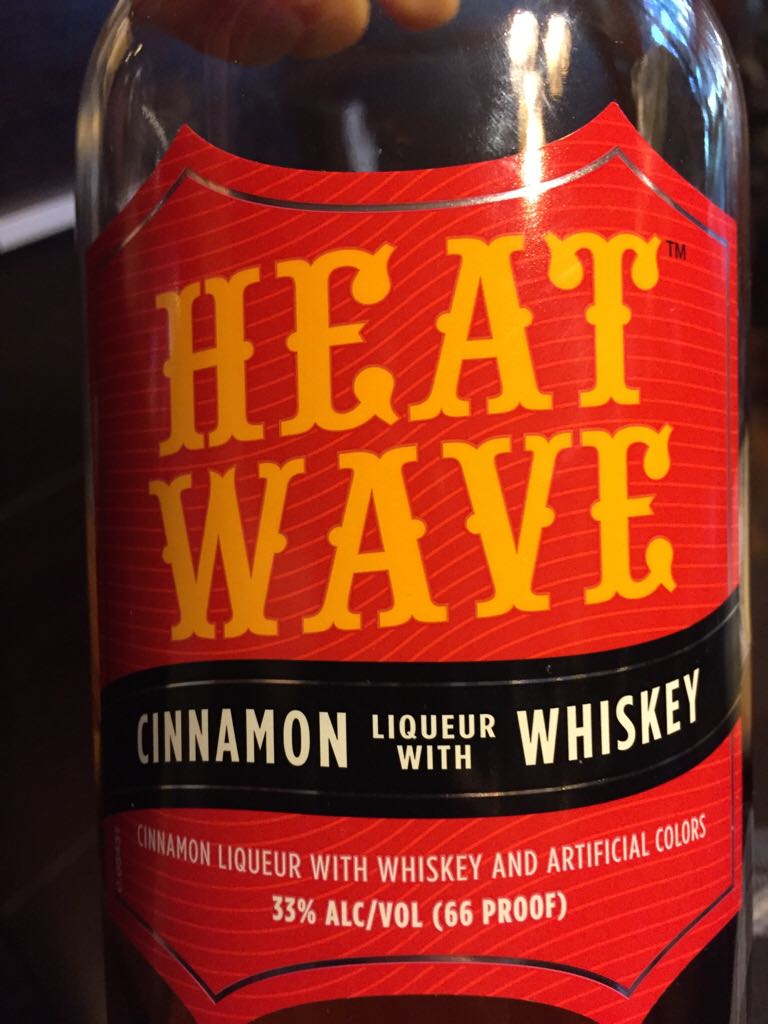 HEAT™
WAVE
CINNAMON LIQUEUR WITH WHISKEY
CINNAMON LIQUEUR WITH WHISKEY AND ARTIFICIAL COLORS
33% ALC/VOL (66 PROOF)